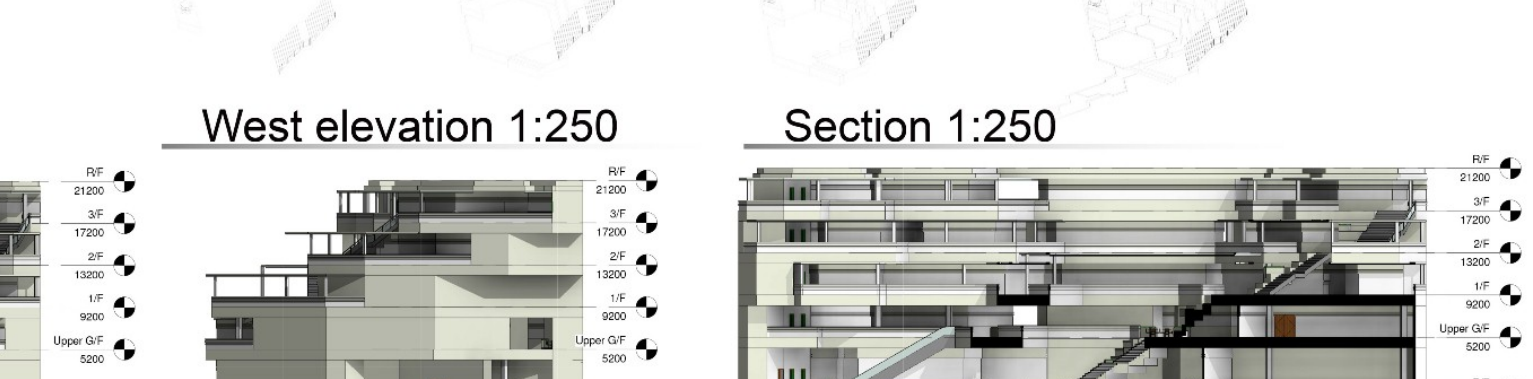 West elevation 1:250
Section 1:250
R/F
21200
3/F
17200
2/F
13200
1/F
9200
Upper G/F
5200
R/F
21200
3/F
17200
2/F
13200
1/F
9200
Upper G/F
5200
R/F
21200
3/F
17200
2/F
13200
1/F
9200
Upper G/F
5200